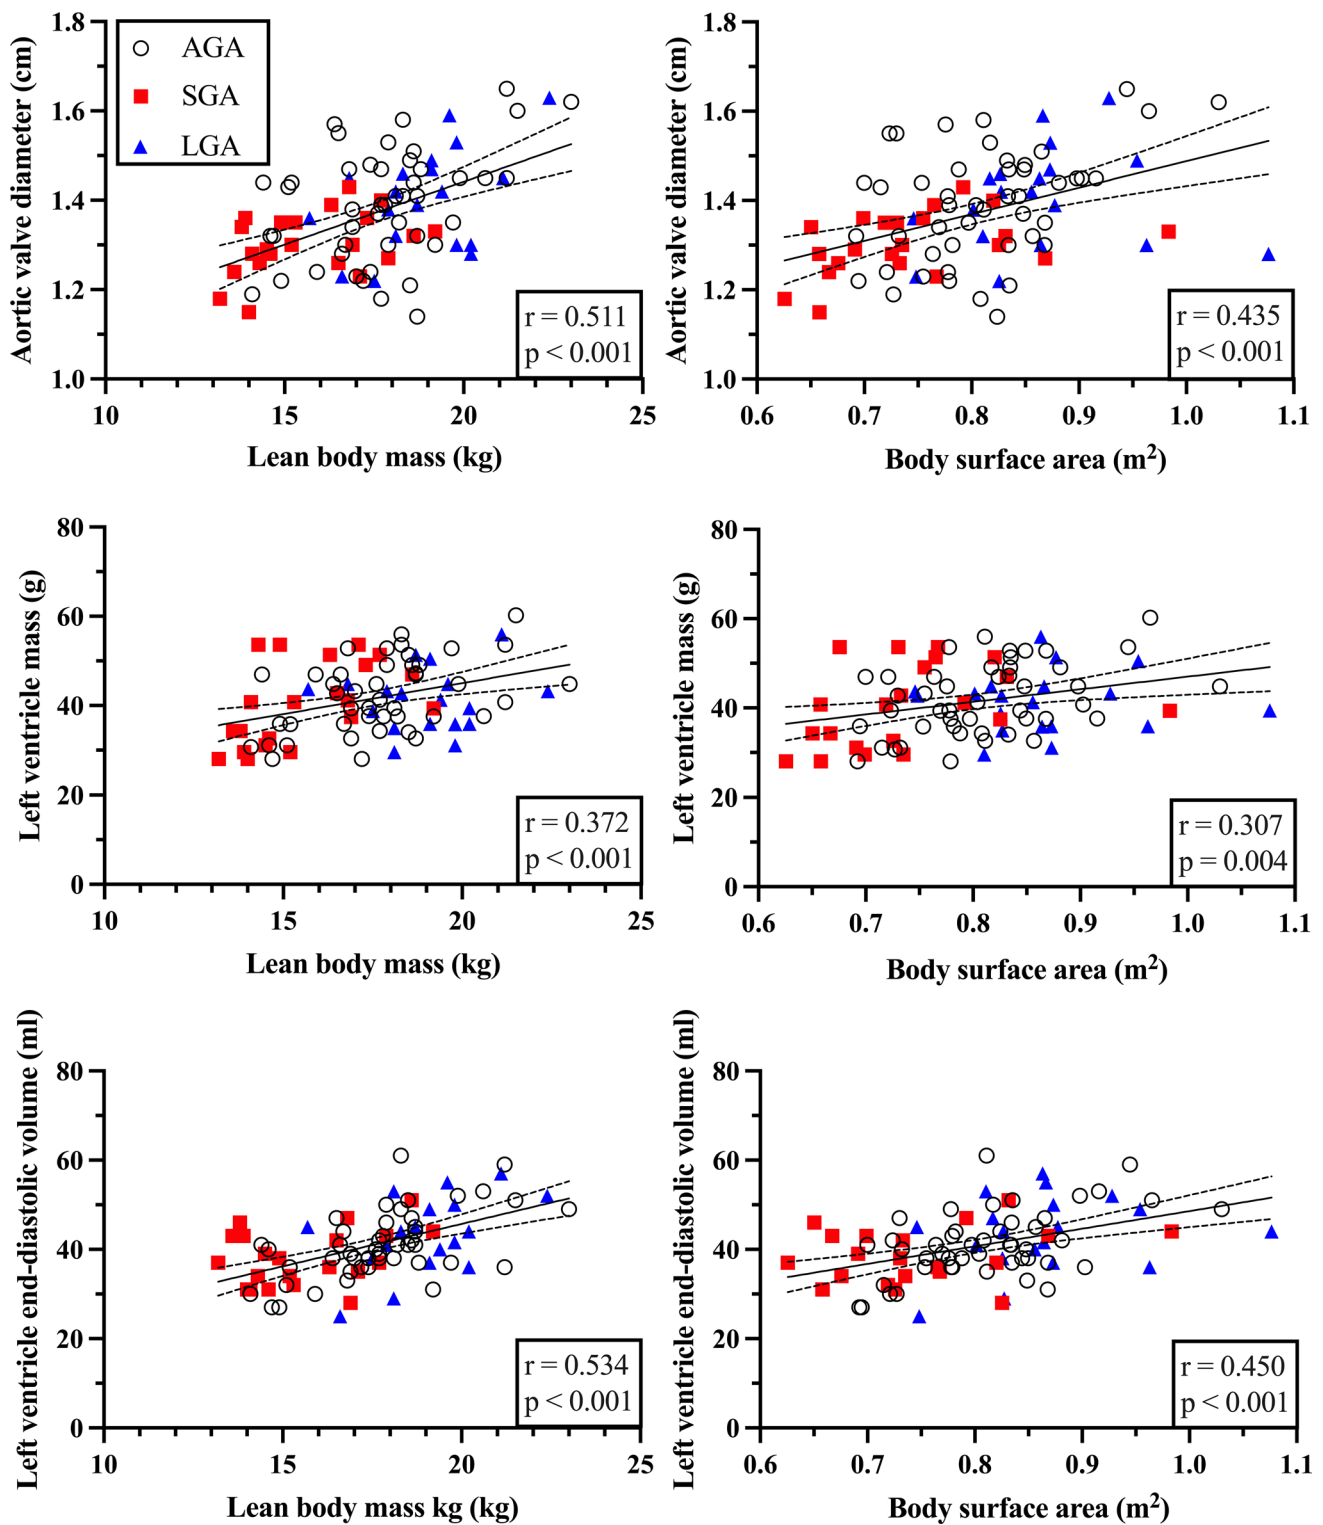 Aortic valve diameter (cm)
1.8
1.6
1.4
1.2
1.0
AGA
SGA
LGA
r = 0.511
p < 0.001
10 15 20 25
Lean body mass (kg)
Aortic valve diameter (cm)
1.8
1.6
1.4
1.2
1.0
r = 0.435
p < 0.001
0.6 0.7 0.8 0.9 1.0 1.1
Body surface area (m²)
Left ventricle mass (g)
80
60
40
20
0
r = 0.372
p < 0.001
10 15 20 25
Lean body mass (kg)
Left ventricle mass (g)
80
60
40
20
0
r = 0.307
p = 0.004
0.6 0.7 0.8 0.9 1.0 1.1
Body surface area (m²)
Left ventricle end-diastolic volume (ml)
80
60
40
20
0
r = 0.534
p < 0.001
10 15 20 25
Lean body mass kg (kg)
Left ventricle end-diastolic volume (ml)
80
60
40
20
0
r = 0.450
p < 0.001
0.6 0.7 0.8 0.9 1.0 1.1
Body surface area (m²)